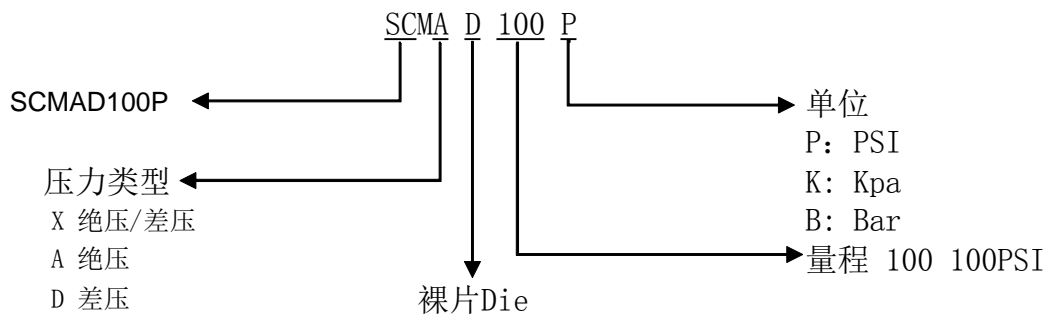 SCMA D 100 P
SCMAD100P
压力类型
X 绝压/差压
A 绝压
D 差压
裸片Die
单位
P: PSI
K: Kpa
B: Bar
量程 100 100PSI